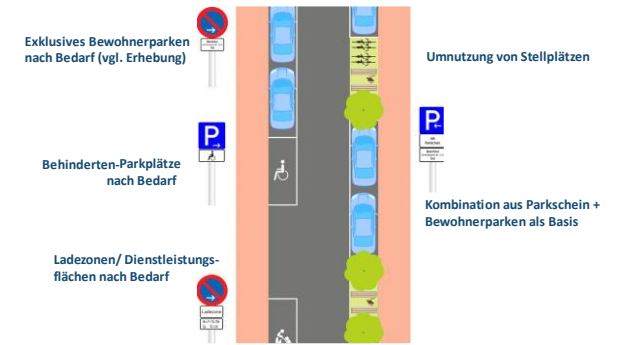 Exklusives Bewohnerparken
nach Bedarf (vgl. Erhebung)
Umnutzung von Stellplätzen
P
P
Behinderten-Parkplätze
nach Bedarf
Kombination aus Parkschein +
Bewohnerparken als Basis
Ladezonen/ Dienstleistungs-
flächen nach Bedarf
Ladezone